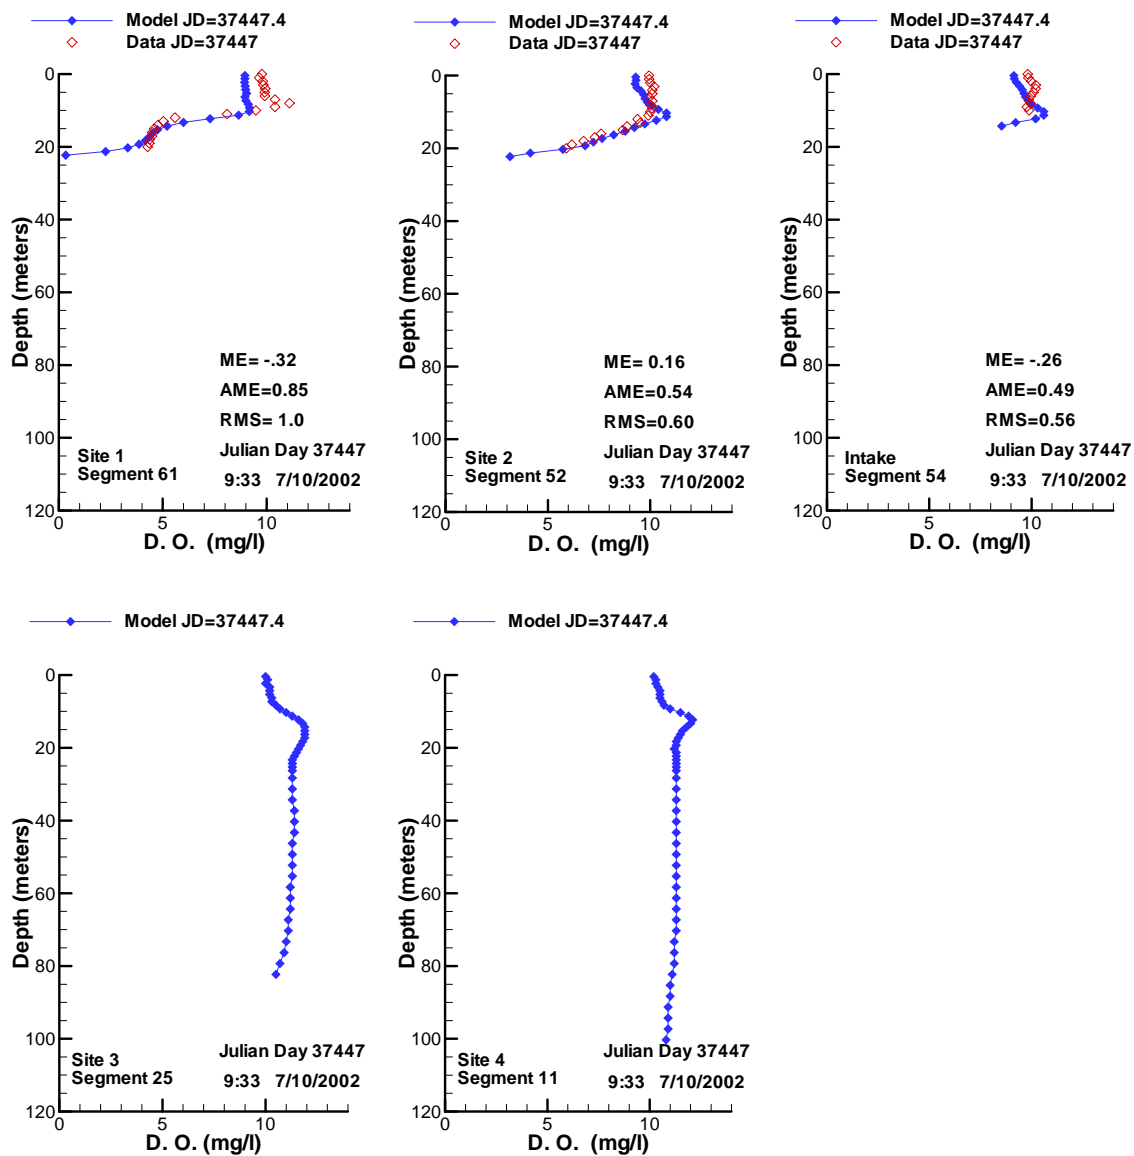 Model JD=37447.4
Data JD=37447
0
20
40
60
80
100
120
Depth (meters)
ME= -.32
AME=0.85
RMS= 1.0
Julian Day 37447
Site 1
Segment 61
9:33 7/10/2002
0 5 10
D. O. (mg/l)
Model JD=37447.4
Data JD=37447
0
20
40
60
80
100
120
Depth (meters)
ME= 0.16
AME=0.54
RMS=0.60
Julian Day 37447
Site 2
Segment 52
9:33 7/10/2002
0 5 10
D. O. (mg/l)
Model JD=37447.4
Data JD=37447
0
20
40
60
80
100
120
Depth (meters)
ME= -.26
AME=0.49
RMS=0.56
Julian Day 37447
Intake
Segment 54
9:33 7/10/2002
0 5 10
D. O. (mg/l)
Model JD=37447.4
0
20
40
60
80
100
120
Depth (meters)
Julian Day 37447
Site 3
Segment 25
9:33 7/10/2002
0 5 10
D. O. (mg/l)
Model JD=37447.4
0
20
40
60
80
100
120
Depth (meters)
Julian Day 37447
Site 4
Segment 11
9:33 7/10/2002
0 5 10
D. O. (mg/l)